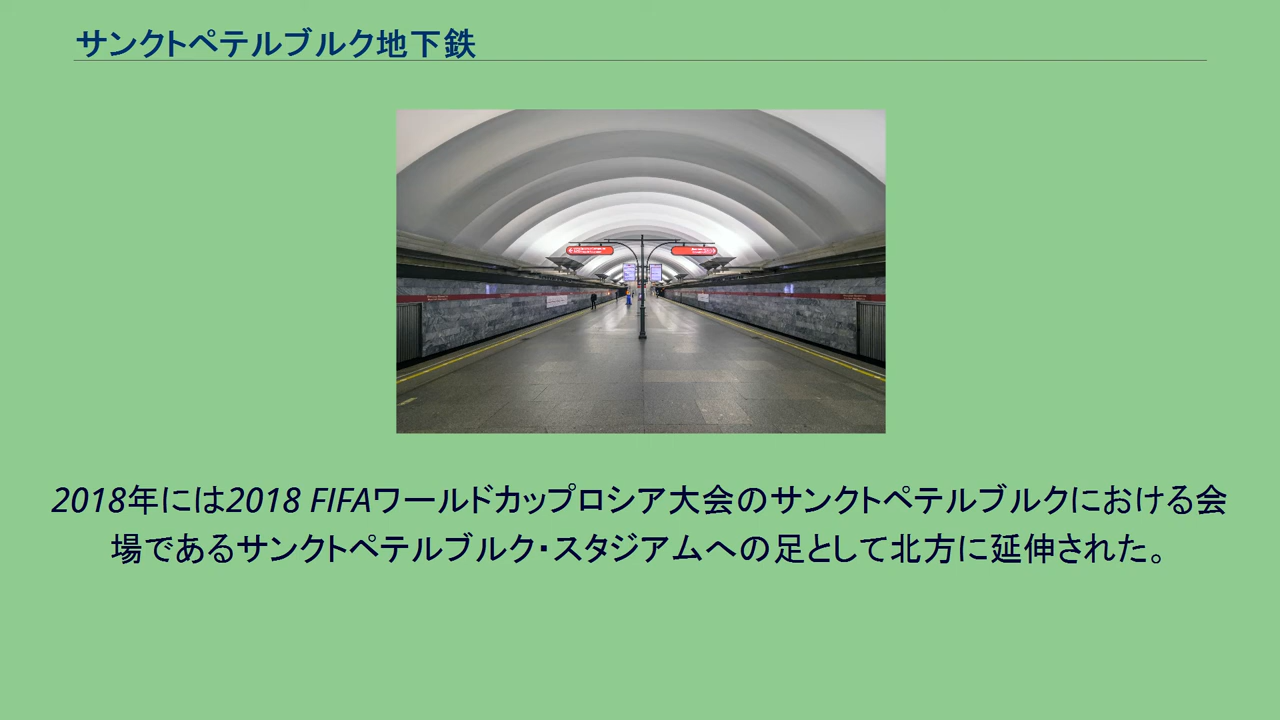 サンクトペテルブルク地下鉄
2018年には2018 FIFAワールドカップロシア大会のサンクトペテルブルクにおける会
場であるサンクトペテルブルク・スタジアムへの足として北方に延伸された。